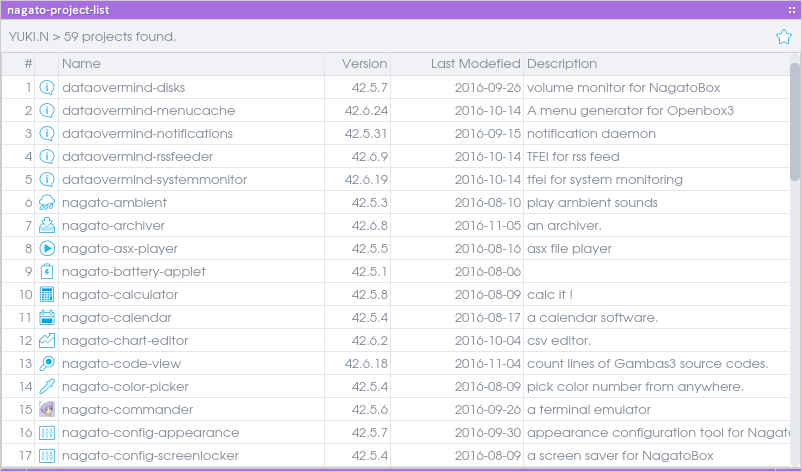 nagato-project-list
YUKI.N > 59 projects found.
# Name Version Last Modefied Description
1 dataovermind-disks 42.5.7 2016-09-26 volume monitor for NagatoBox
2 dataovermind-menucache 42.6.24 2016-10-14 A menu generator for Openbox3
3 dataovermind-notifications 42.5.31 2016-09-15 notification daemon
4 dataovermind-rssfeeder 42.6.9 2016-10-14 TFEI for rss feed
5 dataovermind-systemmonitor 42.6.19 2016-10-14 tfei for system monitoring
6 nagato-ambient 42.5.3 2016-08-10 play ambient sounds
7 nagato-archiver 42.6.8 2016-11-05 an archiver.
8 nagato-asx-player 42.5.5 2016-08-16 asx file player
9 nagato-battery-applet 42.5.1 2016-08-06
10 nagato-calculator 42.5.8 2016-08-09 calc it !
11 nagato-calendar 42.5.4 2016-08-17 a calendar software.
12 nagato-chart-editor 42.6.2 2016-10-04 csv editor.
13 nagato-code-view 42.6.18 2016-11-04 count lines of Gambas3 source codes.
14 nagato-color-picker 42.5.4 2016-08-09 pick color number from anywhere.
15 nagato-commander 42.5.6 2016-09-26 a terminal emulator
16 nagato-config-appearance 42.5.7 2016-09-30 appearance configuration tool for Nagat
17 nagato-config-screenlocker 42.5.4 2016-08-09 a screen saver for NagatoBox